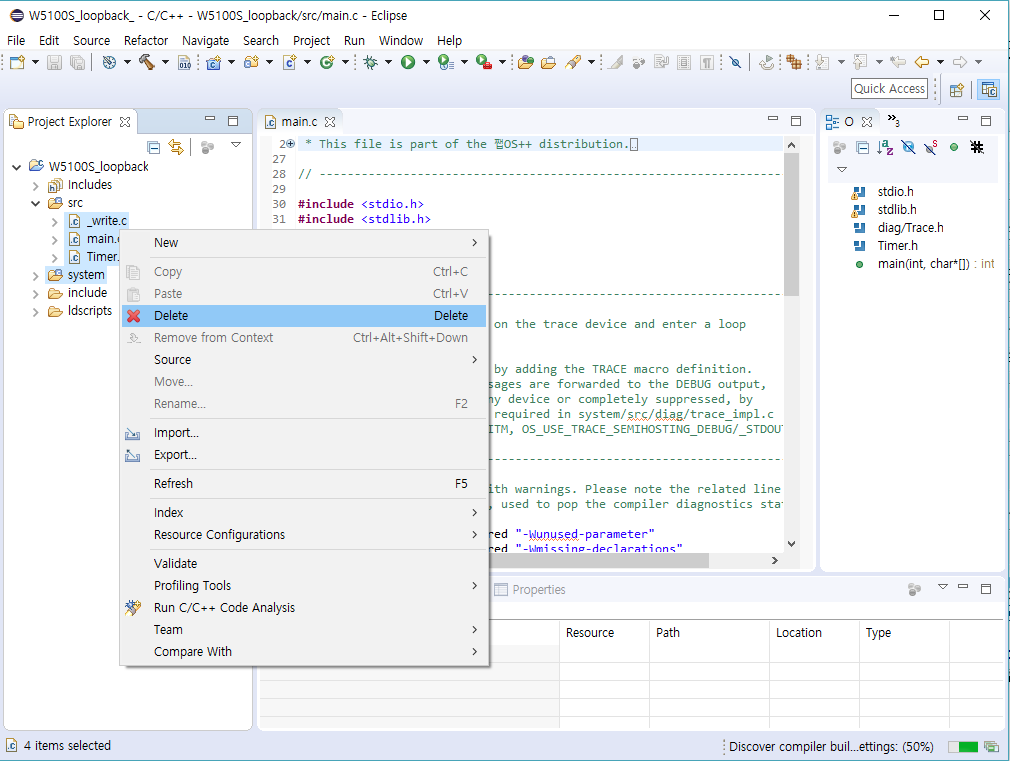 W5100S_loopback_ - C/C++ - W5100S_loopback/src/main.c - Eclipse
File Edit Source Refactor Navigate Search Project Run Window Help
010
Quick Access
Project Explorer
W5100S_loopback
Includes
src
_write.c
main.c
Timer.
system
include
ldscripts
4 items selected
New
Copy Ctrl+C
Paste Ctrl+V
Delete Delete
Remove from Context Ctrl+Alt+Shift+Down
Source
Move...
Rename... F2
Import...
Export...
Refresh F5
Index
Resource Configurations
Validate
Profiling Tools
Run C/C++ Code Analysis
Team
Compare With
main.c
2 * This file is part of the 쨉OS++ distribution.
27
28 // ----------------------------------------------------------------
29
30 #include <stdio.h>
31 #include <stdlib.h>
on the trace device and enter a loop
by adding the TRACE macro definition.
sages are forwarded to the DEBUG output,
ny device or completely suppressed, by
required in system/src/diag/trace_impl.c
ITM, OS_USE_TRACE_SEMIHOSTING_DEBUG/_STDOU
ith warnings. Please note the related line
, used to pop the compiler diagnostics sta
red "-Wunused-parameter"
red "-Wmissing-declarations"
O
3
stdio.h
stdlib.h
diag/Trace.h
Timer.h
main(int, char*[]) : int
Properties
Resource Path Location Type
Discover compiler buil...ettings: (50%)